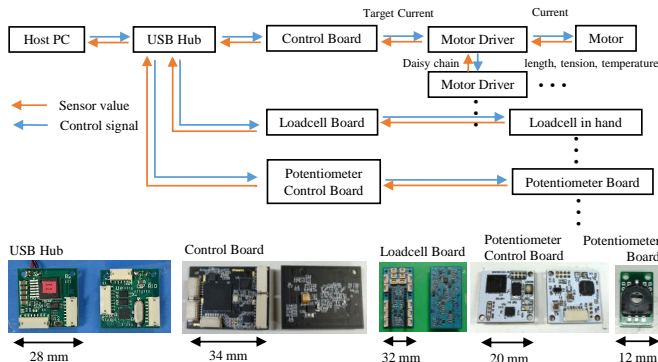 Target Current
Current
Host PC
USB Hub
Control Board
Motor Driver
Motor
Daisy chain
length, tension, temperature
Motor Driver
Sensor value
Control signal
Loadcell Board
Loadcell in hand
Potentiometer
Control Board
Potentiometer Board
USB Hub
Control Board
Loadcell Board
Potentiometer
Control Board
Potentiometer
Board
28 mm
34 mm
32 mm
20 mm
12 mm